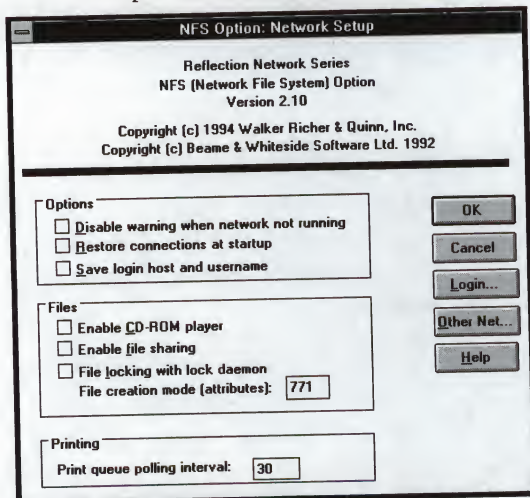 NFS Option: Network Setup
Reflection Network Series
NFS (Network File System) Option
Version 2.10
Copyright (c) 1994 Walker Richer & Quinn, Inc.
Copyright (c) Beame & Whiteside Software Ltd. 1992
Options
Disable warning when network not running
Restore connections at startup
Save login host and username
Files
Enable CD-ROM player
Enable file sharing
File locking with lock daemon
File creation mode (attributes): 771
Printing
Print queue polling interval: 30
OK
Cancel
Login...
Other Net...
Help